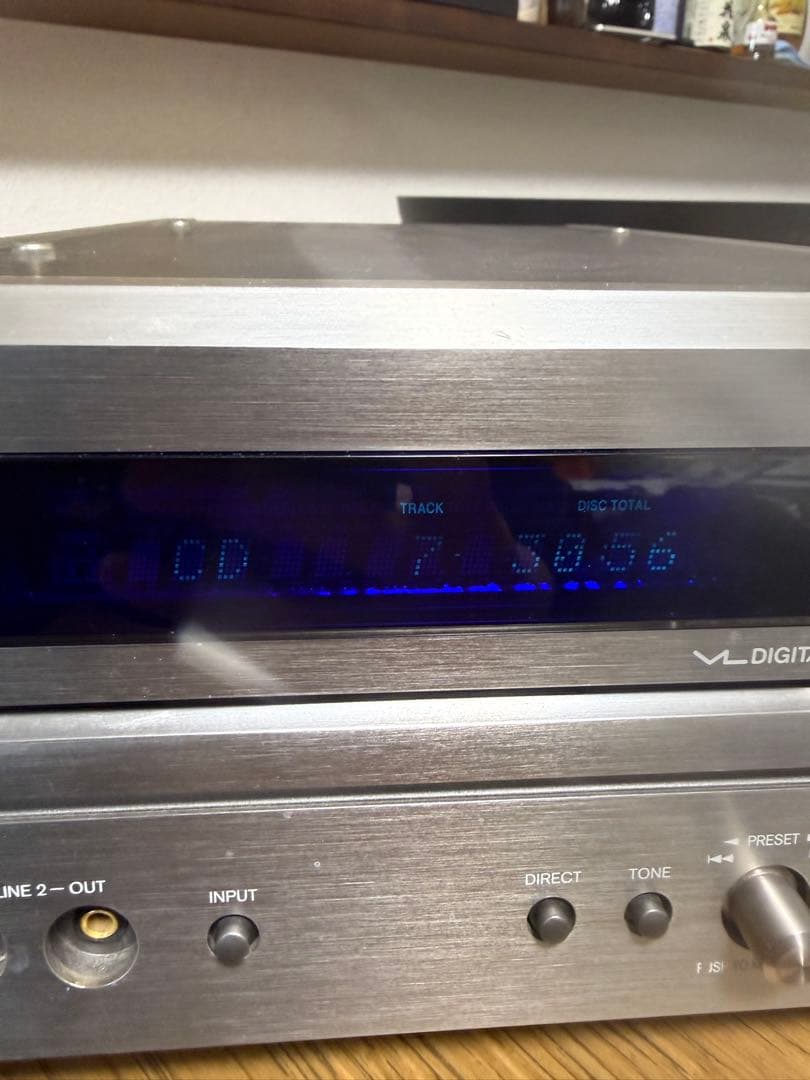 TRACK DISC TOTAL
CD 7 30:56
VL DIGITA
LINE 2 — OUT
INPUT
DIRECT
TONE
◄ PRESET
⏮